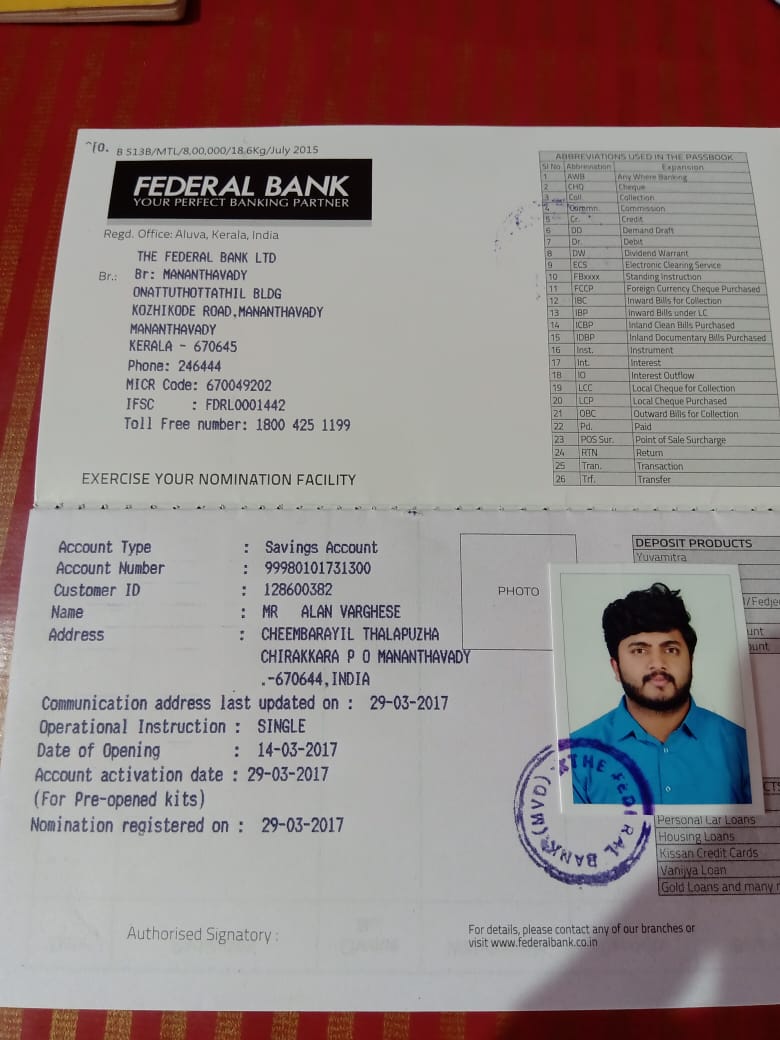 B 513B/MTL/8,00,000/18.6Kg/July 2015
FEDERAL BANK
YOUR PERFECT BANKING PARTNER
Regd. Office: Aluva, Kerala, India
THE FEDERAL BANK LTD
Br.: Br: MANANTHAVADY
ONATTUTHOTTATHIL BLDG
KOZHIKODE ROAD,MANANTHAVADY
MANANTHAVADY
KERALA - 670645
Phone: 246444
MICR Code: 670049202
IFSC : FDRL0001442
Toll Free number: 1800 425 1199
EXERCISE YOUR NOMINATION FACILITY
ABBREVIATIONS USED IN THE PASSBOOK
Sl No. Abbreviation Expansion
1 AWB Any Where Banking
2 CHQ Cheque
3 Coll. Collection
4 Commn. Commission
5 Cr. Credit
6 DD Demand Draft
7 Dr. Debit
8 DW Dividend Warrant
9 ECS Electronic Clearing Service
10 FBxxxx Standing Instruction
11 FCCP Foreign Currency Cheque Purchased
12 IBC Inward Bills for Collection
13 IBP Inward Bills under LC
14 ICBP Inland Clean Bills Purchased
15 IDBP Inland Documentary Bills Purchased
16 Inst. Instrument
17 Int. Interest
18 IO Interest Outflow
19 LCC Local Cheque for Collection
20 LCP Local Cheque Purchased
21 OBC Outward Bills for Collection
22 Pd. Paid
23 POS Sur. Point of Sale Surcharge
24 RTN Return
25 Tran. Transaction
26 Trf. Transfer
Account Type : Savings Account
Account Number : 99980101731300
Customer ID : 128600382
Name : MR ALAN VARGHESE
Address : CHEEMBARAYIL THALAPUZHA
CHIRAKKARA P O MANANTHAVADY
.-670644,INDIA
Communication address last updated on : 29-03-2017
Operational Instruction : SINGLE
Date of Opening : 14-03-2017
Account activation date : 29-03-2017
(For Pre-opened kits)
Nomination registered on : 29-03-2017
Authorised Signatory :
PHOTO
DEPOSIT PRODUCTS
Yuvamitra
THE FEDERAL BANK (MVD)
Personal Car Loans
Housing Loans
Kissan Credit Cards
Vanijya Loan
Gold Loans and many
For details, please contact any of our branches or
visit www.federalbank.co.in